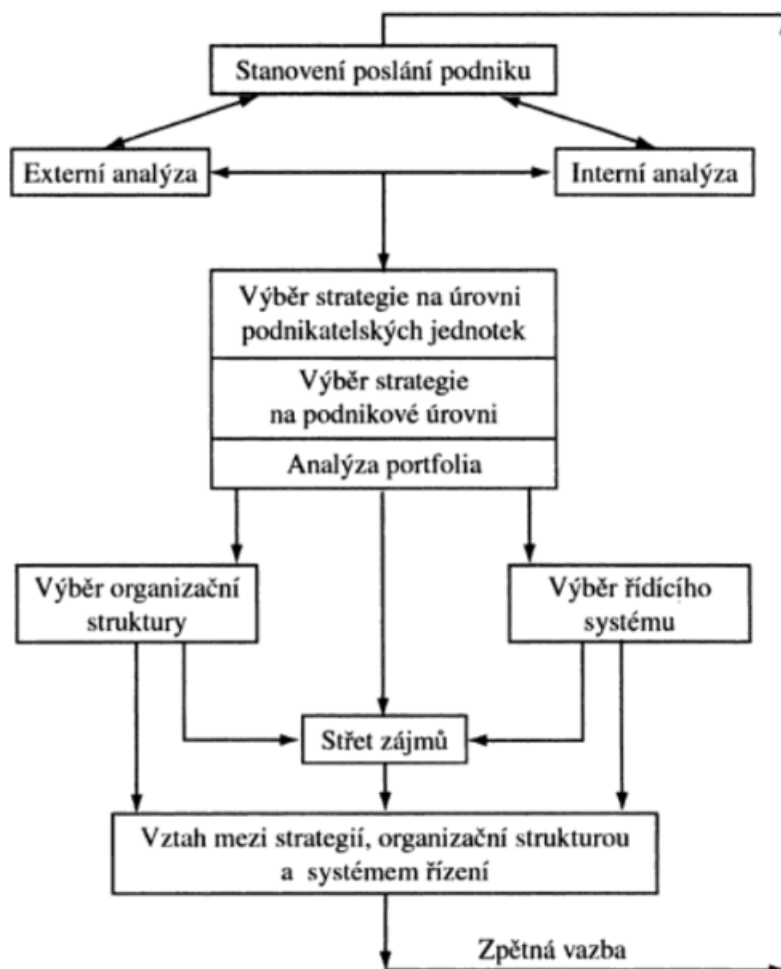 Stanovení poslání podniku
Externí analýza
Interní analýza
Výběr strategie na úrovni
podnikatelských jednotek
Výběr strategie
na podnikové úrovni
Analýza portfolia
Výběr organizační
struktury
Výběr řídícího
systému
Střet zájmů
Vztah mezi strategií, organizační strukturou
a systémem řízení
Zpětná vazba